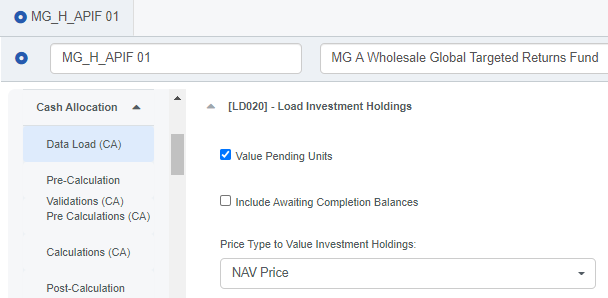 MG_H_APIF 01
MG_H_APIF 01
MG A Wholesale Global Targeted Returns Fund
Cash Allocation
Data Load (CA)
Pre-Calculation
Validations (CA)
Pre Calculations (CA)
Calculations (CA)
Post-Calculation
[LD020] - Load Investment Holdings
Value Pending Units
Include Awaiting Completion Balances
Price Type to Value Investment Holdings:
NAV Price